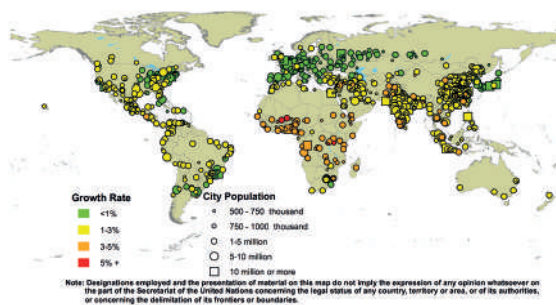 Growth Rate
<1%
1-3%
3-5%
5% +
City Population
500 - 750 thousand
750 - 1000 thousand
1-5 million
5-10 million
10 million or more
Note: Designations employed and the presentation of material on this map do not imply the expression of any opinion whatsoever on
the part of the Secretariat of the United Nations concerning the legal status of any country, territory or area, or of its authorities,
or concerning the delimitation of its frontiers or boundaries.